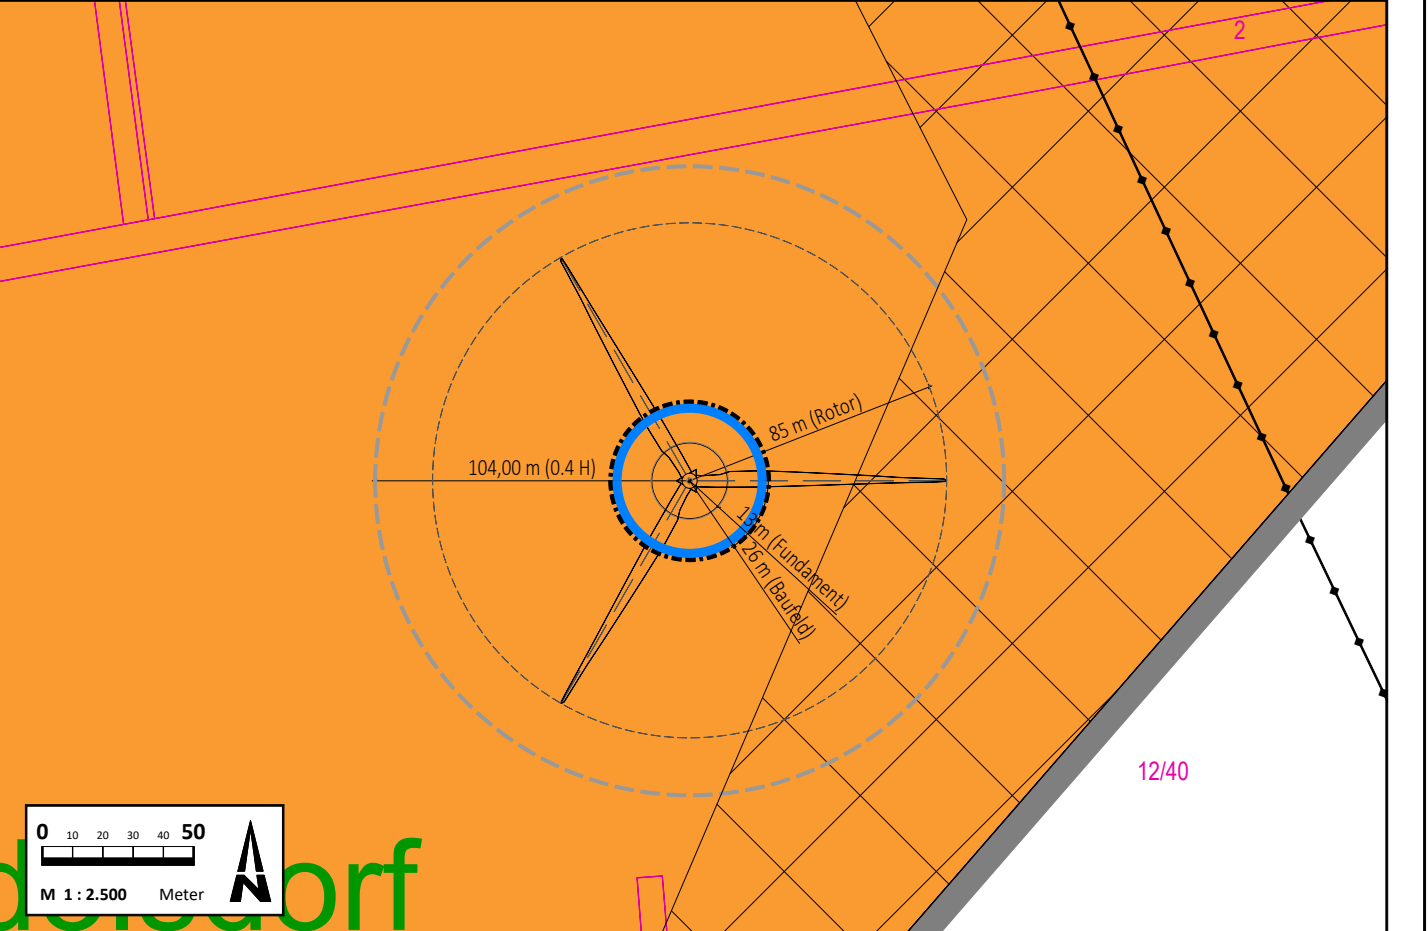 2
85 m (Rotor)
104,00 m (0.4 H)
13 m (Fundament)
26 m (Baufeld)
12/40
0 10 20 30 40 50
M 1 : 2.500 Meter
N